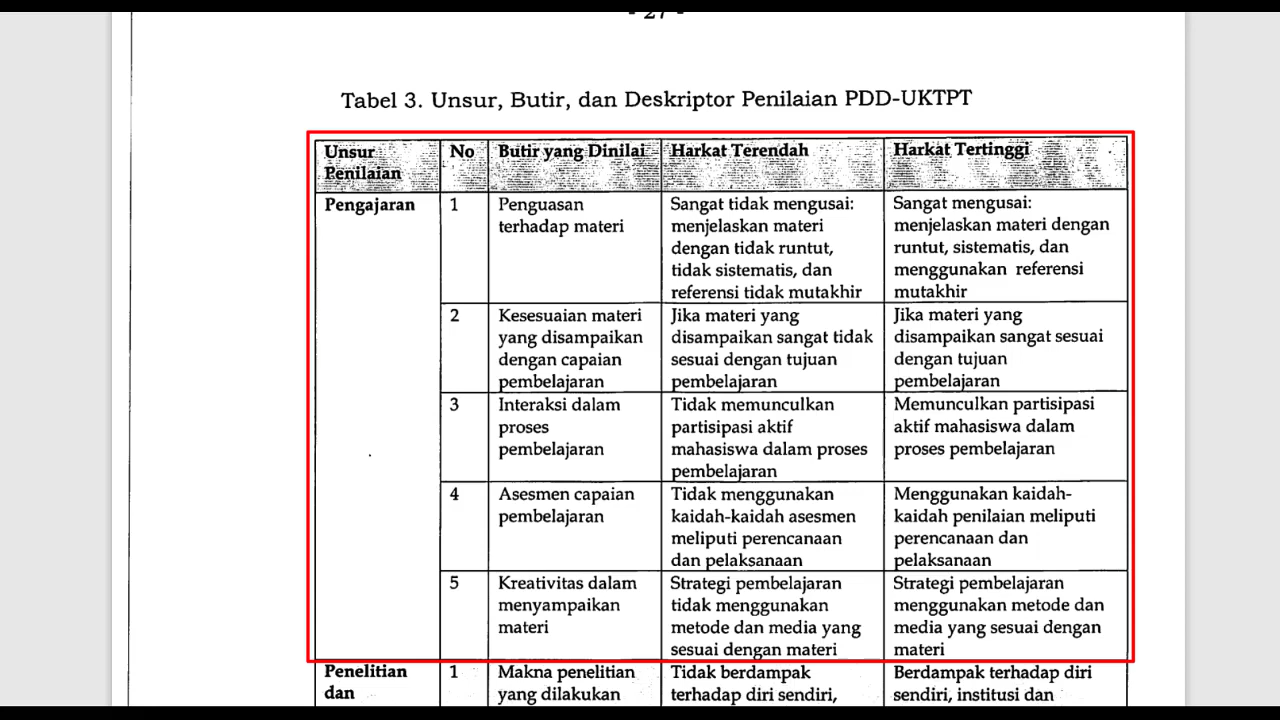 - 27 -
Tabel 3. Unsur, Butir, dan Deskriptor Penilaian PDD-UKTPT
Unsur Penilaian
No
Butir yang Dinilai
Harkat Terendah
Harkat Tertinggi
Pengajaran
1
Penguasan
terhadap materi
Sangat tidak mengusai:
menjelaskan materi
dengan tidak runtut,
tidak sistematis, dan
referensi tidak mutakhir
Sangat mengusai:
menjelaskan materi dengan
runtut, sistematis, dan
menggunakan referensi
mutakhir
2
Kesesuaian materi
yang disampaikan
dengan capaian
pembelajaran
Jika materi yang
disampaikan sangat tidak
sesuai dengan tujuan
pembelajaran
Jika materi yang
disampaikan sangat sesuai
dengan tujuan
pembelajaran
3
Interaksi dalam
proses
pembelajaran
Tidak memunculkan
partisipasi aktif
mahasiswa dalam proses
pembelajaran
Memunculkan partisipasi
aktif mahasiswa dalam
proses pembelajaran
4
Asesmen capaian
pembelajaran
Tidak menggunakan
kaidah-kaidah asesmen
meliputi perencanaan
dan pelaksanaan
Menggunakan kaidah-
kaidah penilaian meliputi
perencanaan dan
pelaksanaan
5
Kreativitas dalam
menyampaikan
materi
Strategi pembelajaran
tidak menggunakan
metode dan media yang
sesuai dengan materi
Strategi pembelajaran
menggunakan metode dan
media yang sesuai dengan
materi
Penelitian
dan
1
Makna penelitian
yang dilakukan
Tidak berdampak
terhadap diri sendiri,
Berdampak terhadap diri
sendiri, institusi dan